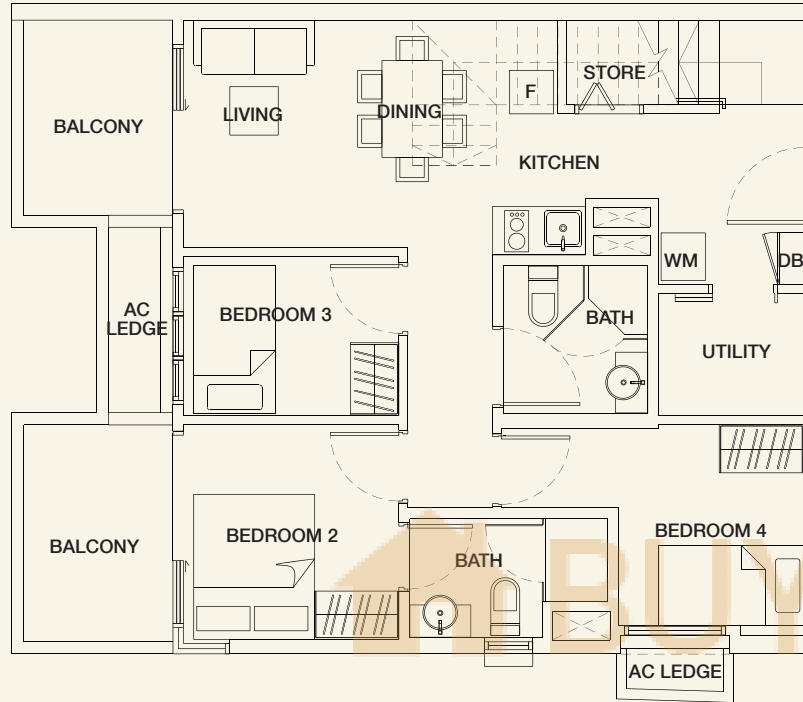 STORE
F
LIVING
DINING
BALCONY
KITCHEN
WM
DB
AC
LEDGE
BEDROOM 3
BATH
UTILITY
BEDROOM 2
BEDROOM 4
BALCONY
BATH
BUY
AC LEDGE